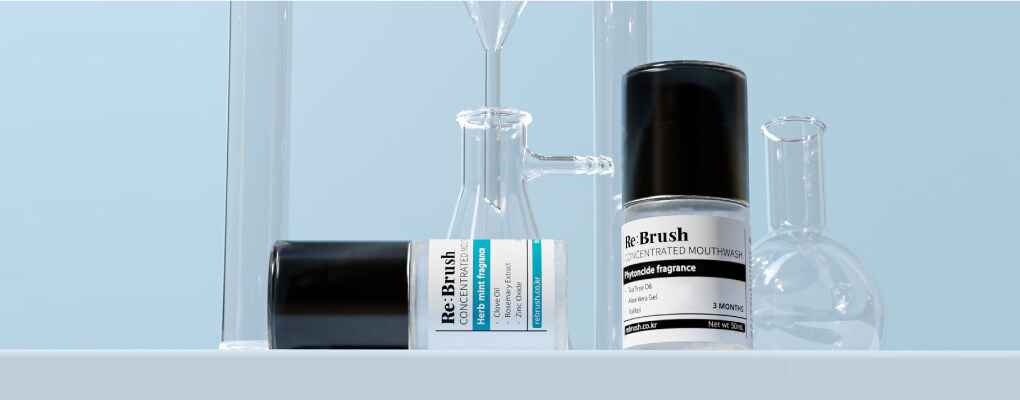 Re:Brush
CONCENTRATED
Herb mint fragrance
- Clove Oil
- Rosemary Extract
- Zinc Oxide
rebrush.co.kr
Re:Brush
CONCENTRATED MOUTHWASH
Phytoncide fragrance
- Tea Tree Oil
- Aloe Vera Gel
- Xylitol
3 MONTHS
rebrush.co.kr Net wt 50mL